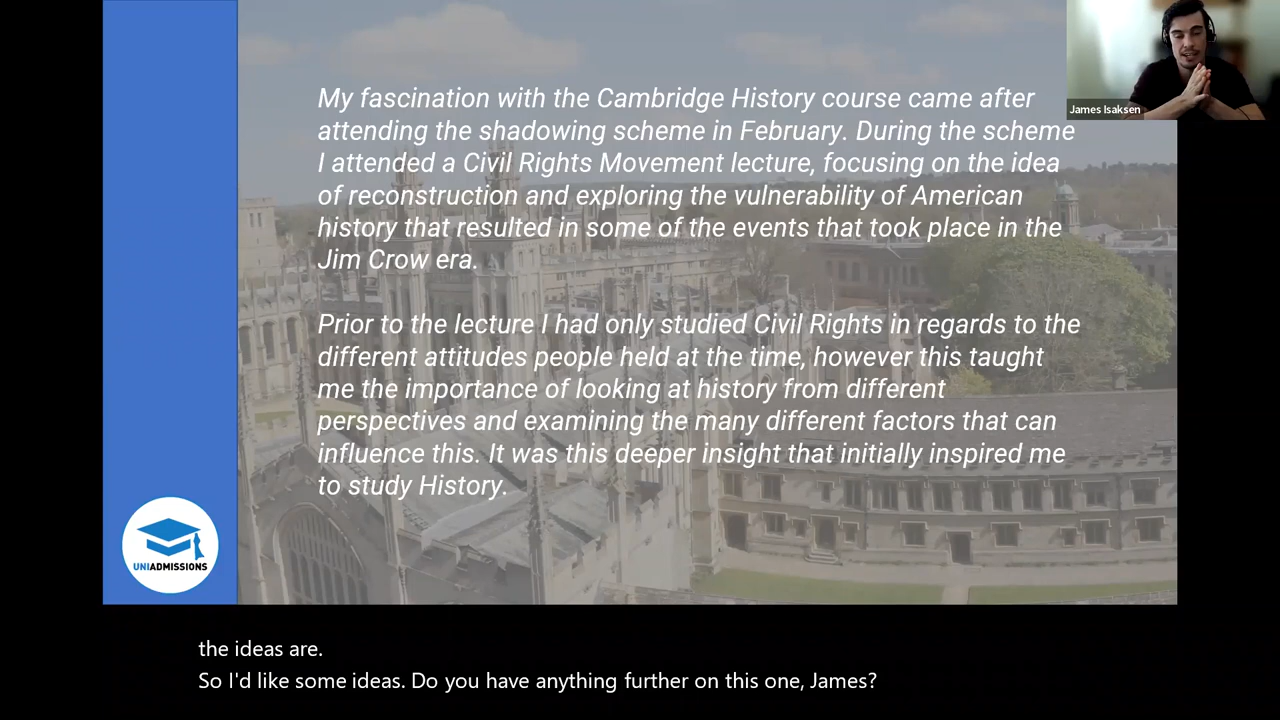 My fascination with the Cambridge History course came after
attending the shadowing scheme in February. During the scheme
I attended a Civil Rights Movement lecture, focusing on the idea
of reconstruction and exploring the vulnerability of American
history that resulted in some of the events that took place in the
Jim Crow era.
Prior to the lecture I had only studied Civil Rights in regards to the
different attitudes people held at the time, however this taught
me the importance of looking at history from different
perspectives and examining the many different factors that can
influence this. It was this deeper insight that initially inspired me
to study History.
James Isaksen
UNIADMISSIONS
the ideas are.
So I'd like some ideas. Do you have anything further on this one, James?